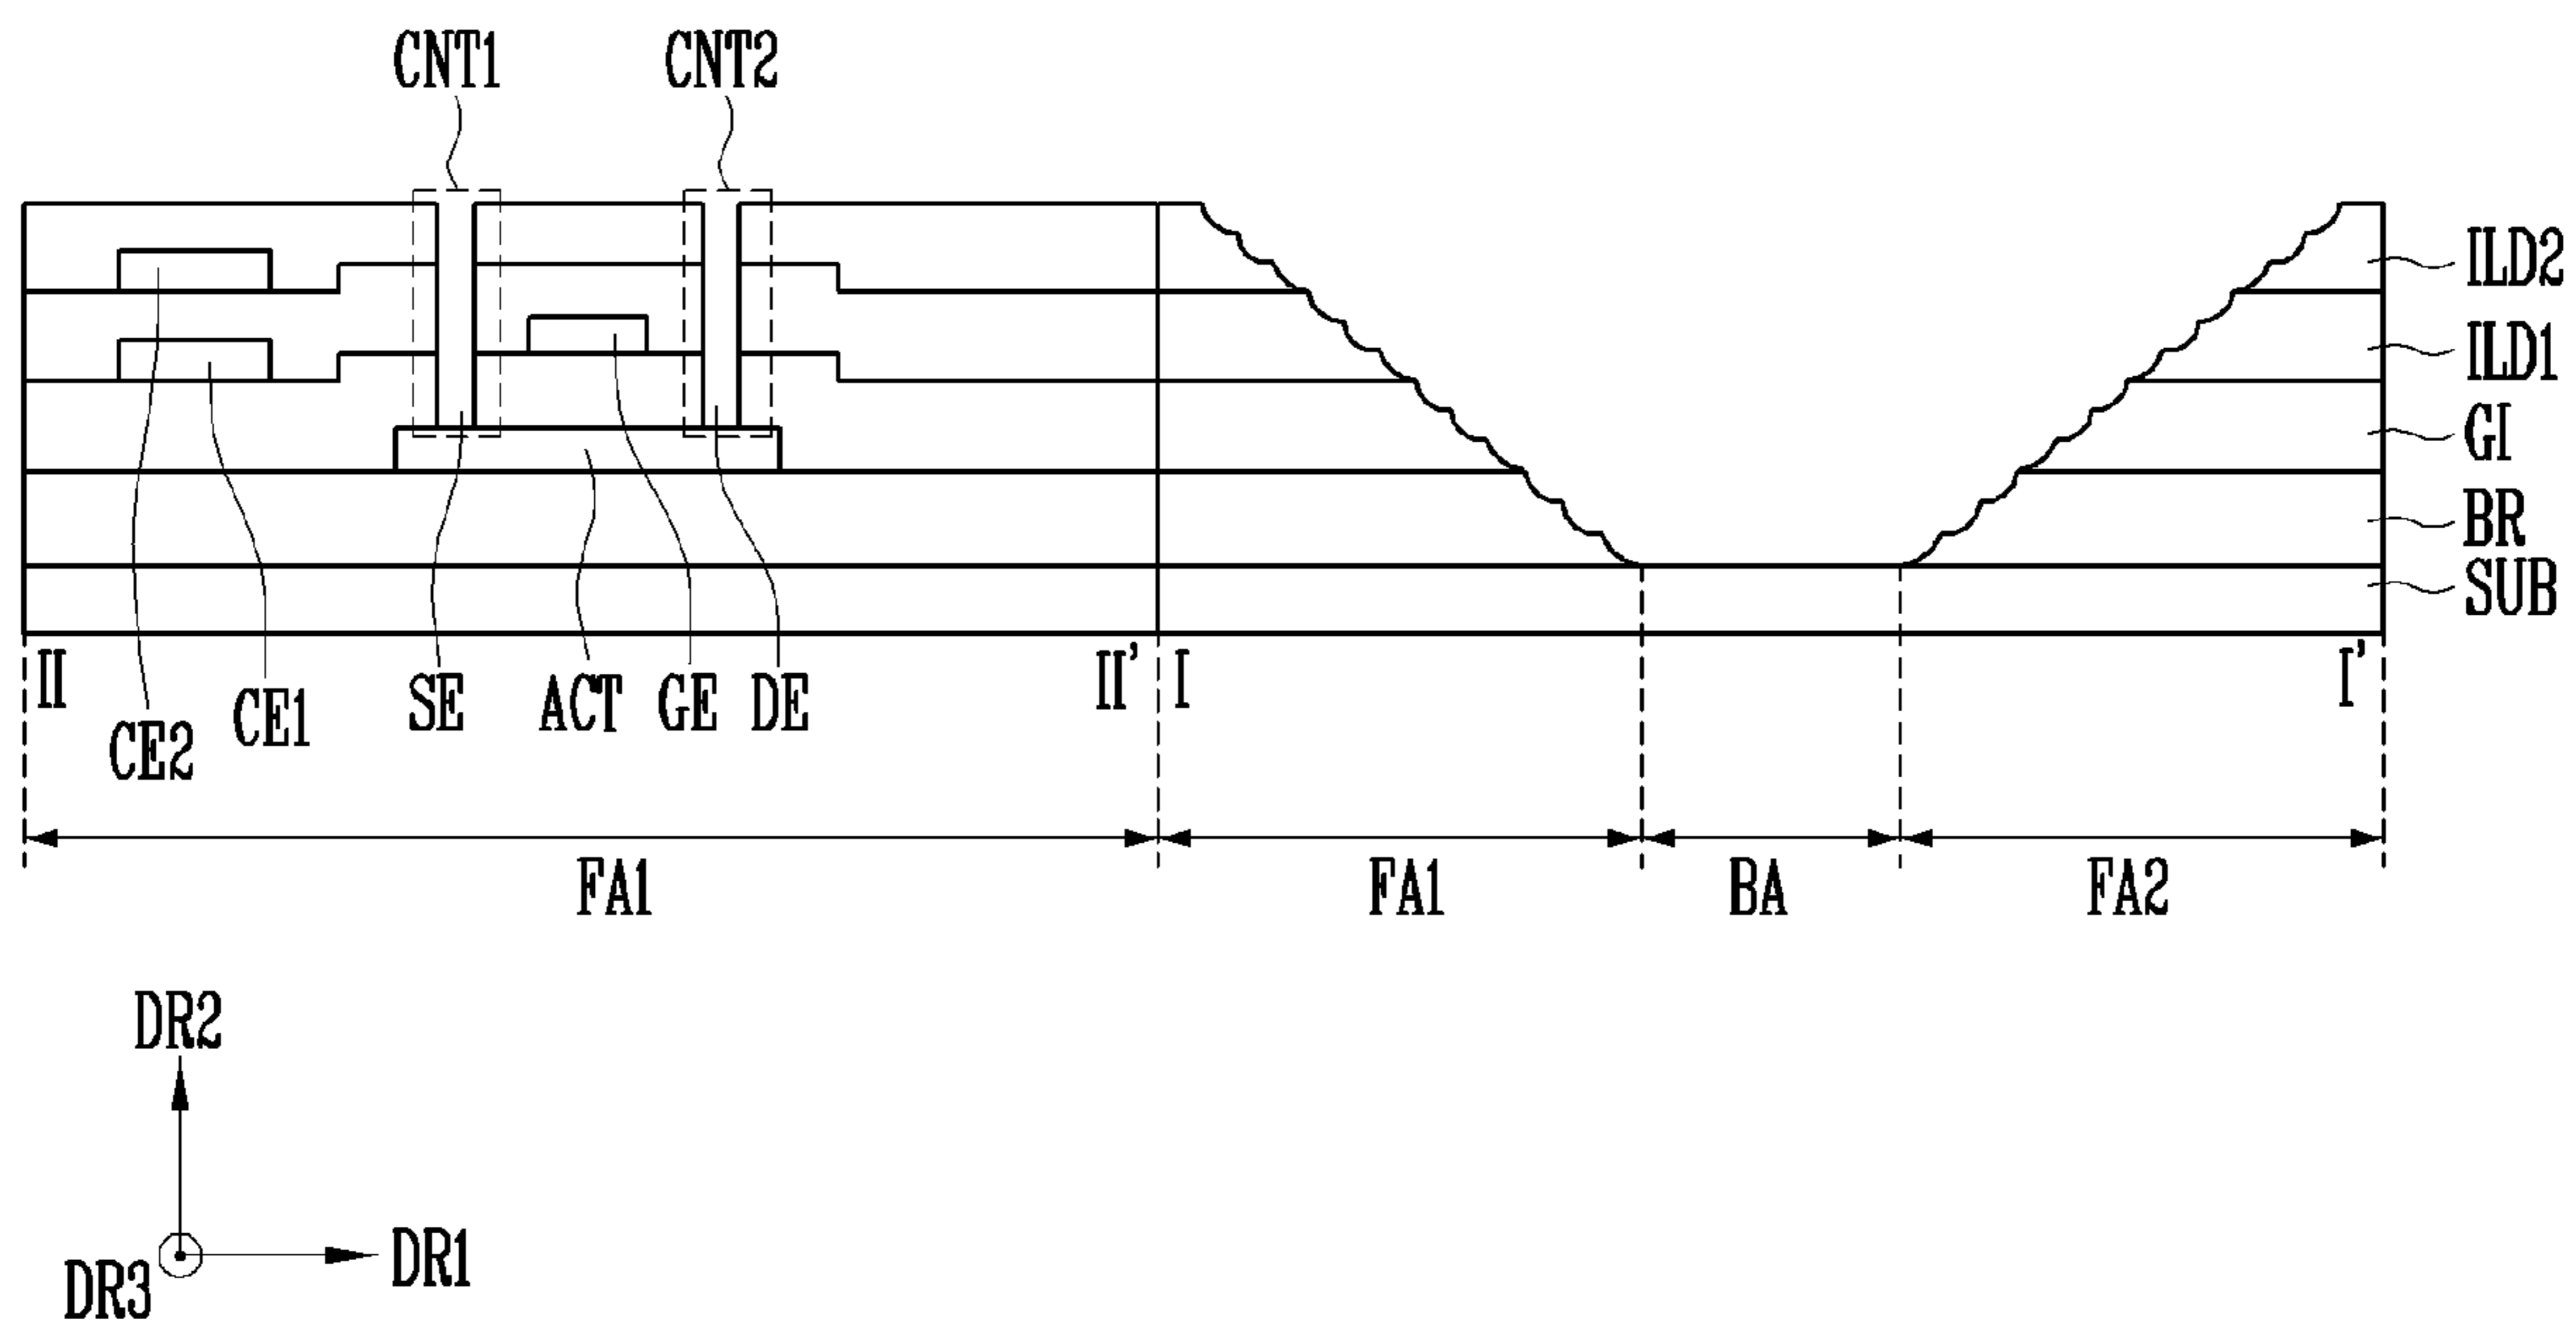 CNT1 CNT2
ILD2
ILD1
GI
BR
SUB
II II' I I'
CE2 CE1 SE ACT GE DE
FA1 FA1 BA FA2
DR2
DR3 DR1